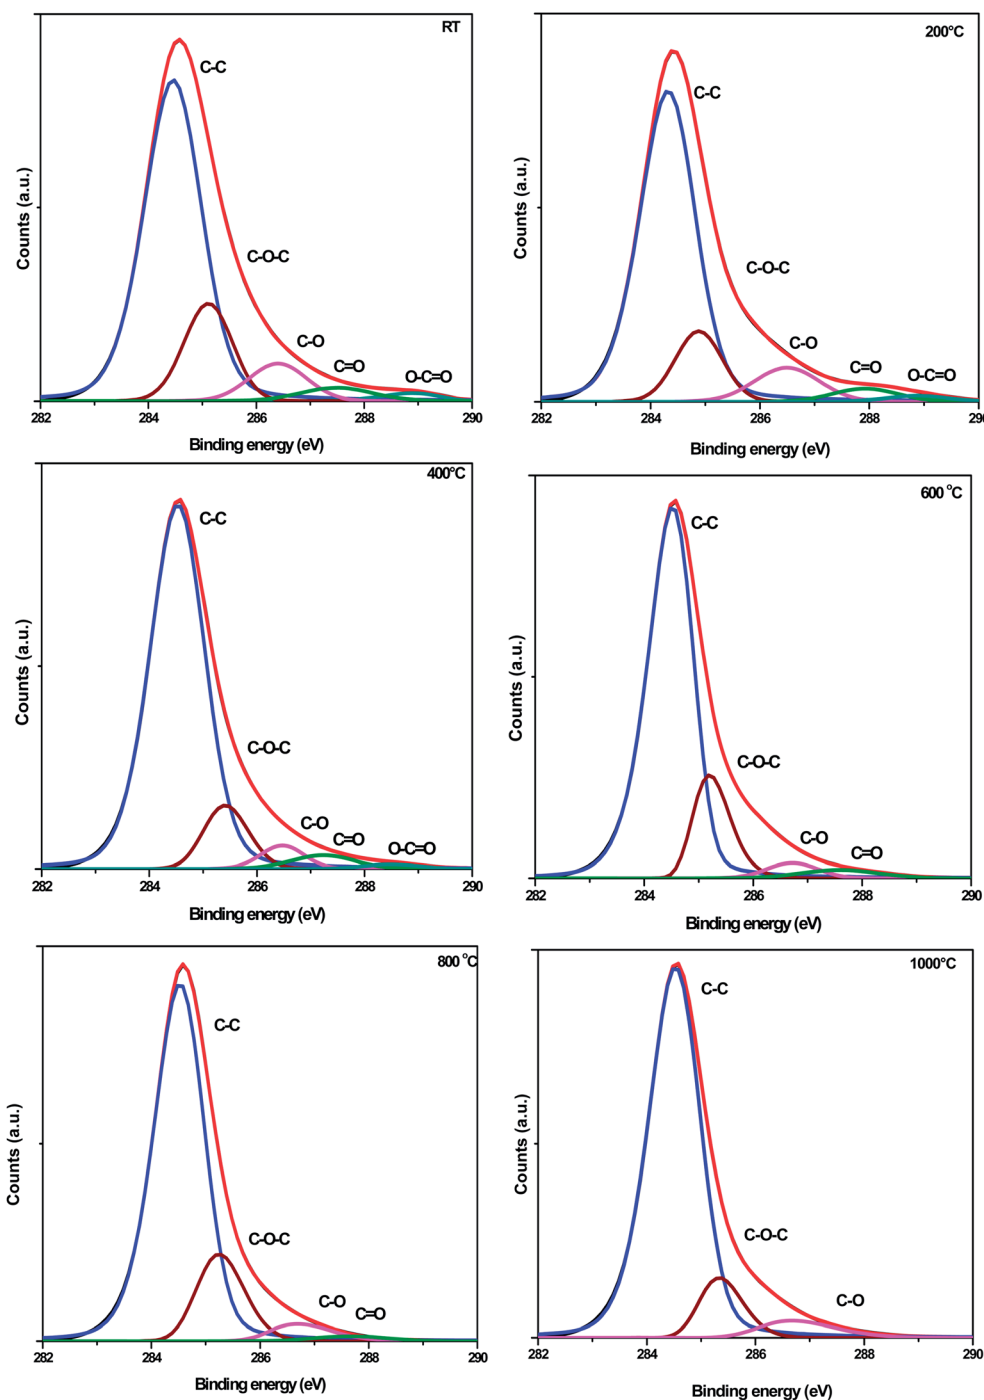 RT
C-C
C-O-C
C-O
C=O
O-C=O
Counts (a.u.)
282 284 286 288 290
Binding energy (eV)
200°C
C-C
C-O-C
C-O
C=O
O-C=O
Counts (a.u.)
282 284 286 288 290
Binding energy (eV)
400°C
C-C
C-O-C
C-O
C=O
O-C=O
Counts (a.u.)
282 284 286 288 290
Binding energy (eV)
600 °C
C-C
C-O-C
C-O
C=O
Counts (a.u.)
282 284 286 288 290
Binding energy (eV)
800 °C
C-C
C-O-C
C-O
C=O
Counts (a.u.)
282 284 286 288 290
Binding energy (eV)
1000°C
C-C
C-O-C
C-O
Counts (a.u.)
282 284 286 288 290
Binding energy (eV)